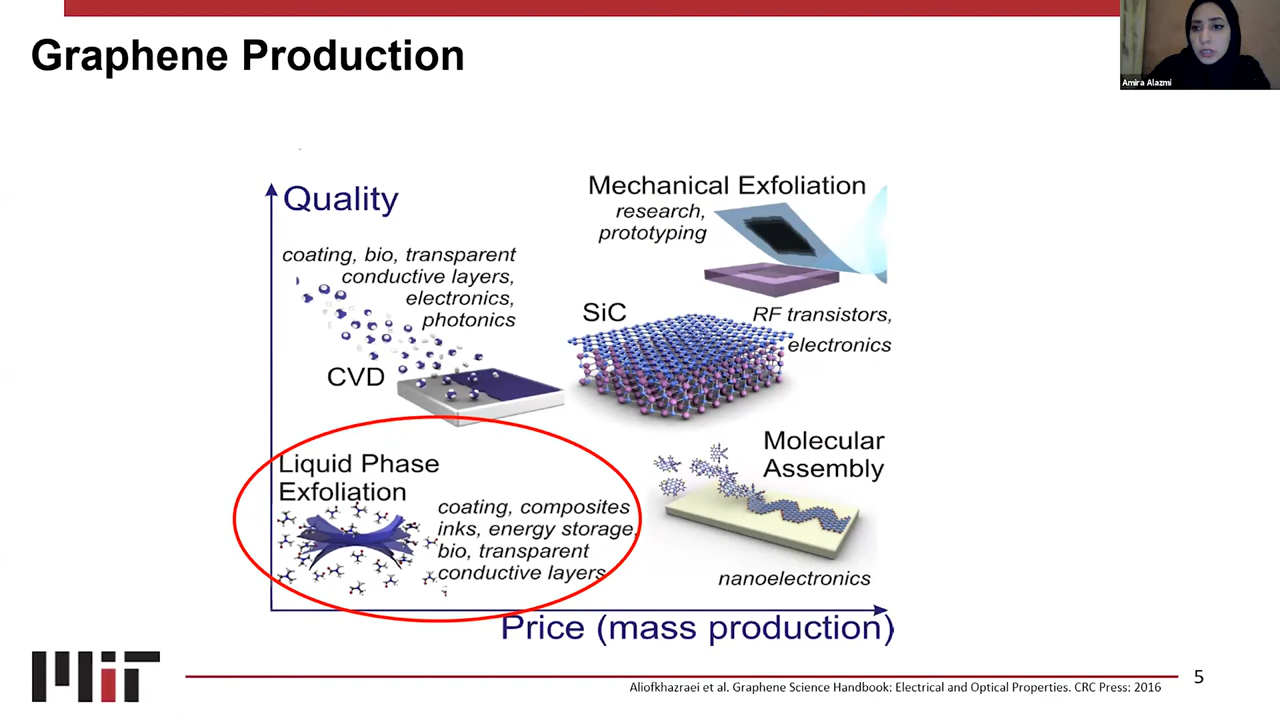 Graphene Production
Amira Alazmi
Quality
coating, bio, transparent
conductive layers,
electronics,
photonics
CVD
Mechanical Exfoliation
research,
prototyping
SiC
RF transistors,
electronics
Liquid Phase
Exfoliation
coating, composites
inks, energy storage,
bio, transparent
conductive layers
Molecular
Assembly
nanoelectronics
Price (mass production)
MIT
Aliofkhazraei et al. Graphene Science Handbook: Electrical and Optical Properties. CRC Press: 2016
5